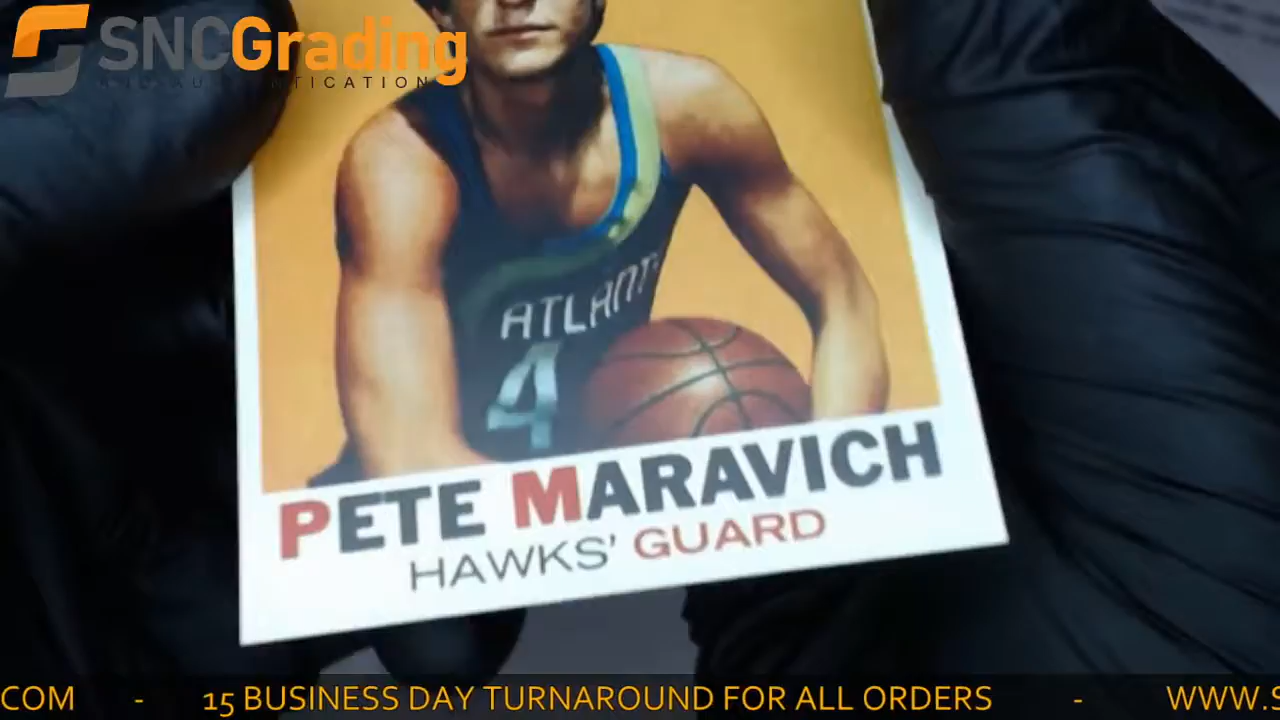 SNCGrading
ATLANT
4
PETE MARAVICH
HAWKS' GUARD
COM - 15 BUSINESS DAY TURNAROUND FOR ALL ORDERS - WWW.S